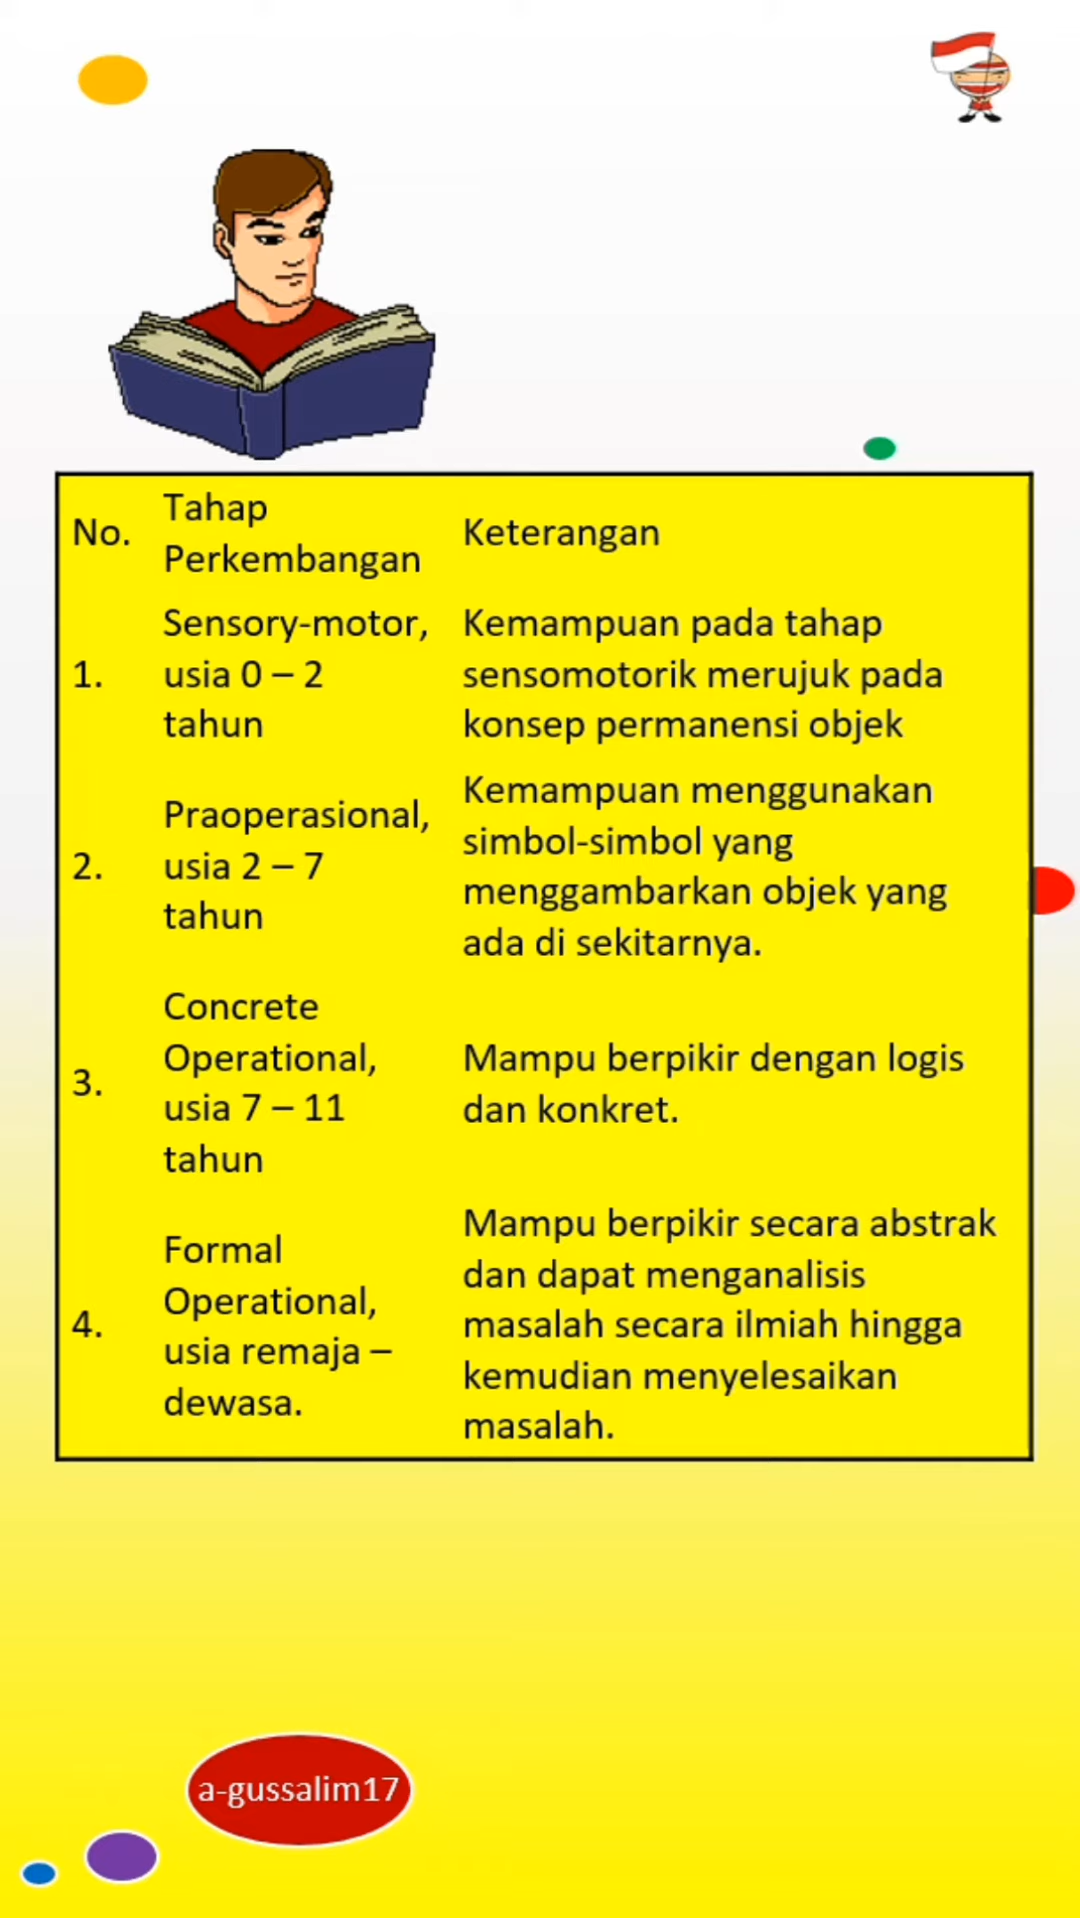 No.
Tahap
Perkembangan
Keterangan
1.
Sensory-motor,
usia 0 – 2
tahun
Kemampuan pada tahap
sensomotorik merujuk pada
konsep permanensi objek
2.
Praoperasional,
usia 2 – 7
tahun
Kemampuan menggunakan
simbol-simbol yang
menggambarkan objek yang
ada di sekitarnya.
3.
Concrete
Operational,
usia 7 – 11
tahun
Mampu berpikir dengan logis
dan konkret.
4.
Formal
Operational,
usia remaja –
dewasa.
Mampu berpikir secara abstrak
dan dapat menganalisis
masalah secara ilmiah hingga
kemudian menyelesaikan
masalah.
a-gussalim17